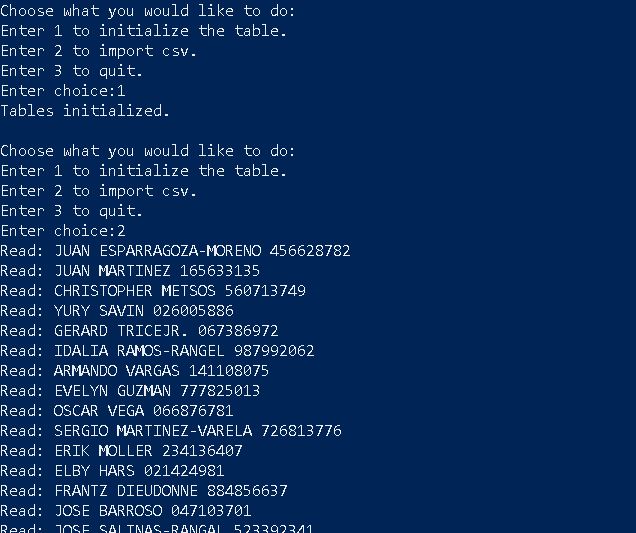 Choose what you would like to do:
Enter 1 to initialize the table.
Enter 2 to import csv.
Enter 3 to quit.
Enter choice:1
Tables initialized.
Choose what you would like to do:
Enter 1 to initialize the table.
Enter 2 to import csv.
Enter 3 to quit.
Enter choice:2
Read: JUAN ESPARRAGOZA-MORENO 456628782
Read: JUAN MARTINEZ 165633135
Read: CHRISTOPHER METSOS 560713749
Read: YURY SAVIN 026005886
Read: GERARD TRICEJR. 067386972
Read: IDALIA RAMOS-RANGEL 987992062
Read: ARMANDO VARGAS 141108075
Read: EVELYN GUZMAN 777825013
Read: OSCAR VEGA 066876781
Read: SERGIO MARTINEZ-VARELA 726813776
Read: ERIK MOLLER 234136407
Read: ELBY HARS 021424981
Read: FRANTZ DIEUDONNE 884856637
Read: JOSE BARROSO 047103701
Read: JOSE SALINAS-RANGAL 523392341